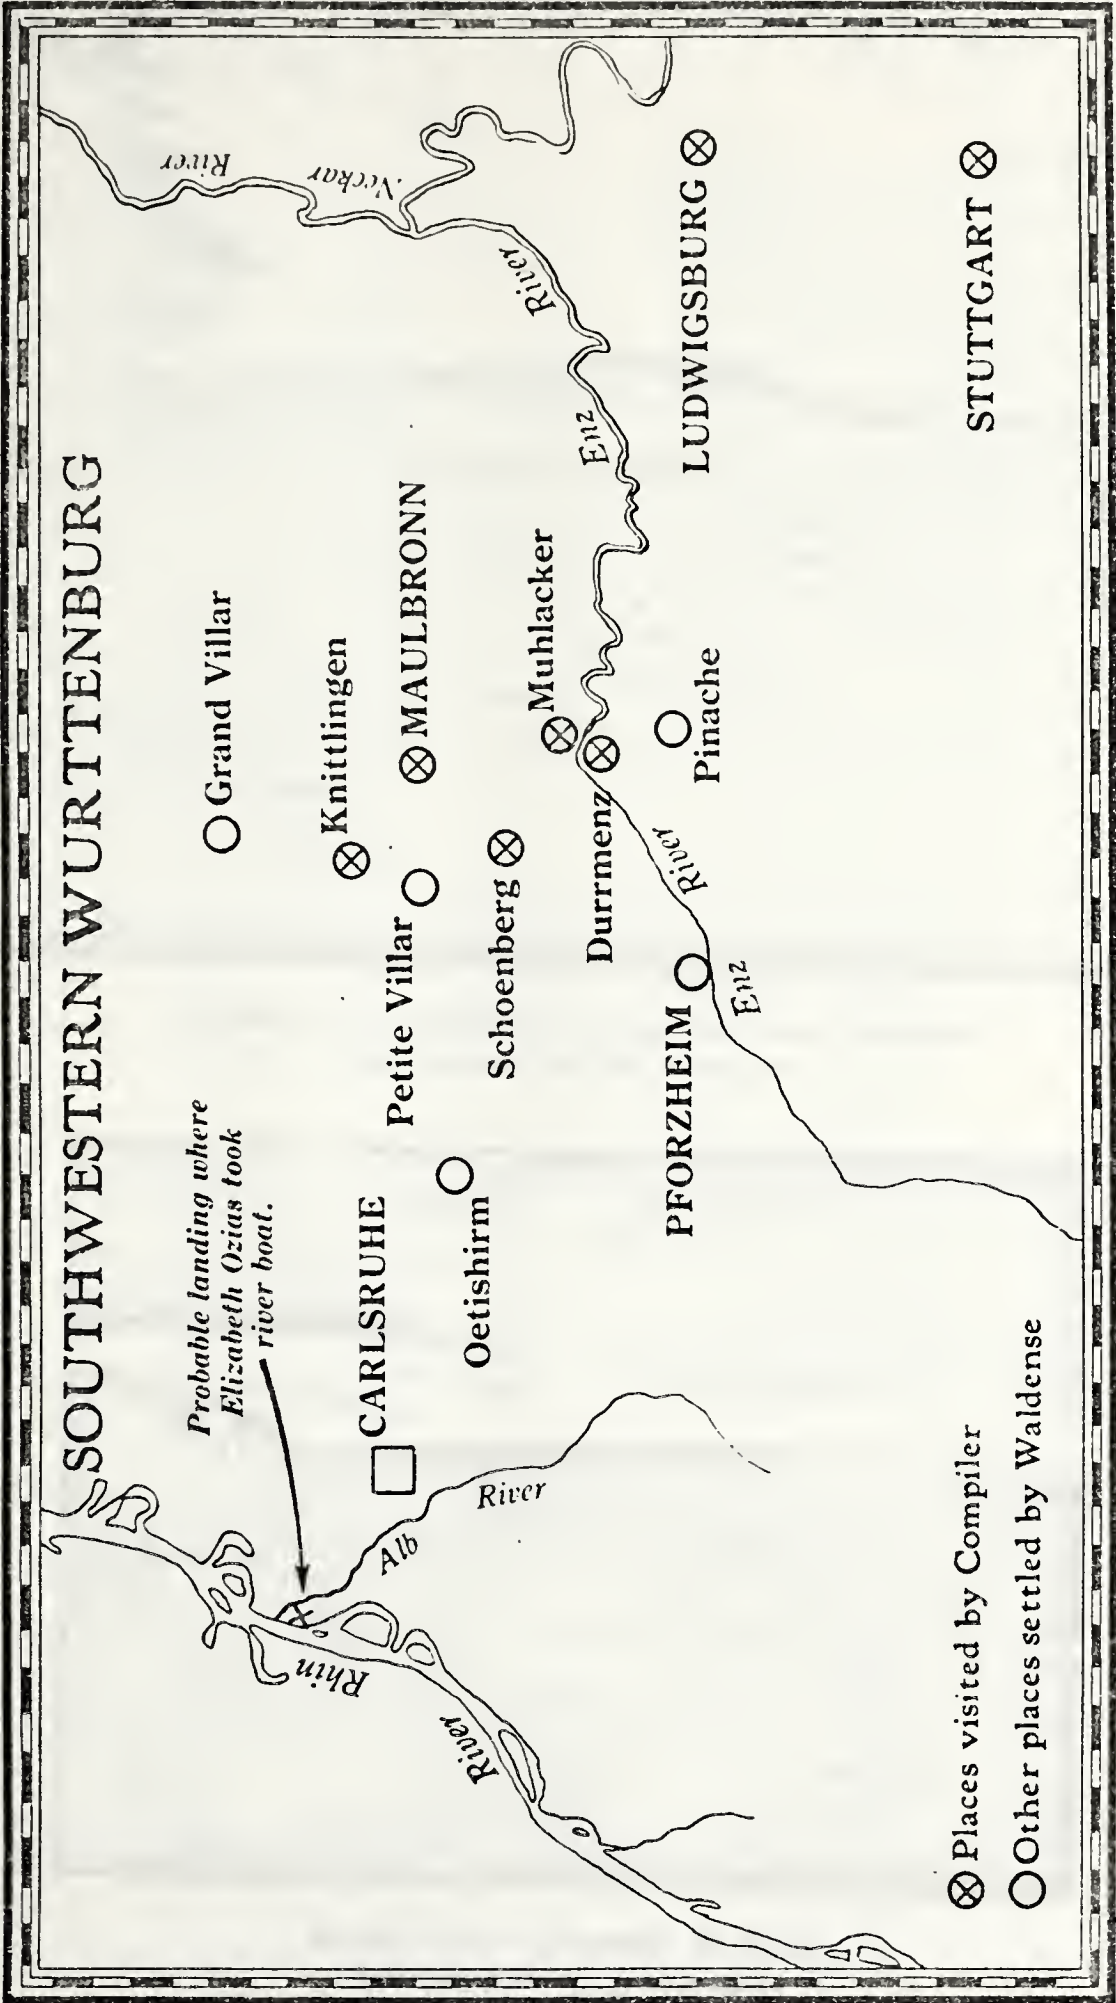 SOUTHWESTERN WURTTENBURG
Probable landing where
Elizabeth Ozias took
river boat.
Grand Villar
Knittlingen
MAULBRONN
Petite Villar
Schoenberg
CARLSRUHE
Oetishirm
Muhlacker
Durrmenz
Pinache
PFORZHEIM
LUDWIGSBURG
STUTTGART
Rhin
River
Alb
River
Enz
River
Enz
River
Neckar
River
Places visited by Compiler
Other places settled by Waldense